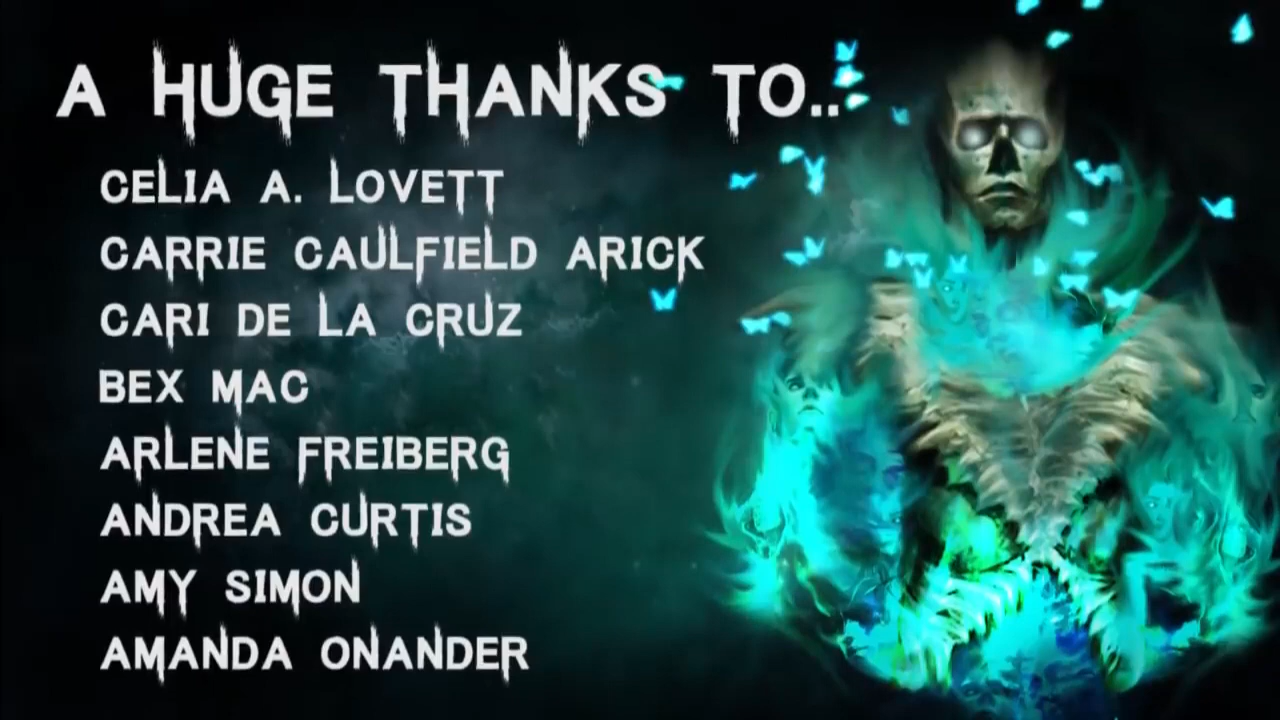 A HUGE THANKS TO..
CELIA A. LOVETT
CARRIE CAULFIELD ARICK
CARI DE LA CRUZ
BEX MAC
ARLENE FREIBERG
ANDREA CURTIS
AMY SIMON
AMANDA ONANDER